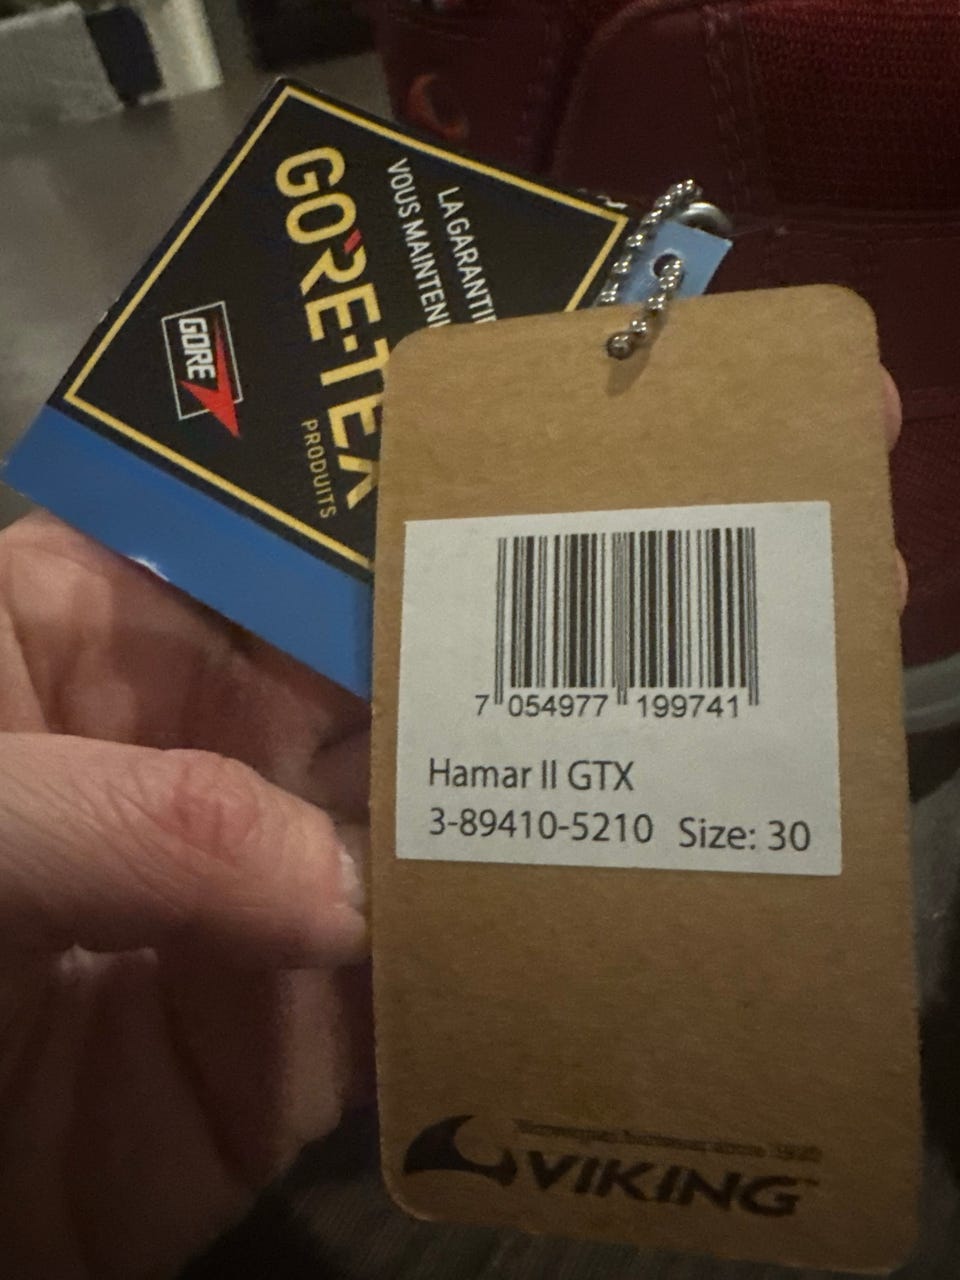 LA GARANTI
VOUS MAINTENI
GORE-TEX
PRODUITS
GORE
7 054977 199741
Hamar II GTX
3-89410-5210 Size: 30
VIKING